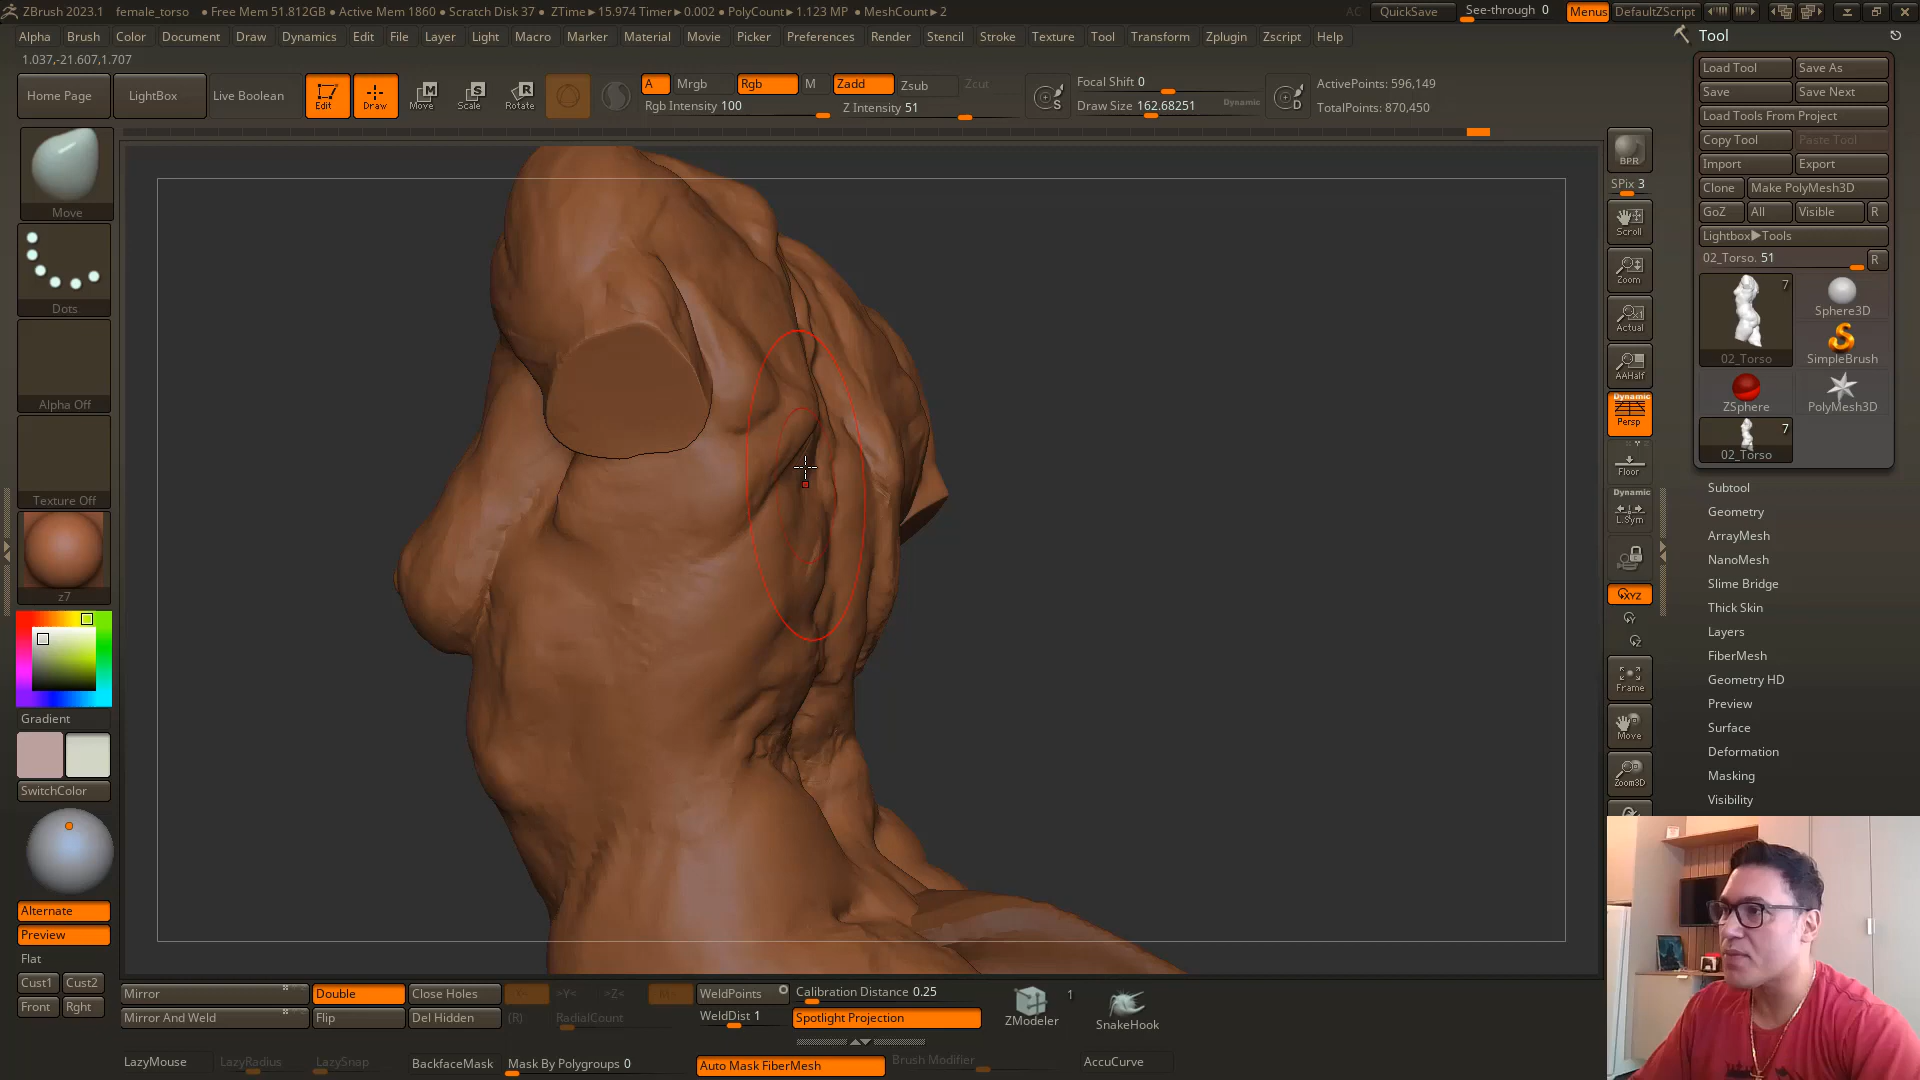 ZBrush 2023.1 female_torso • Free Mem 51.812GB • Active Mem 1860 • Scratch Disk 37 • ZTime►15.974 Timer►0.002 • PolyCount►1.123 MP • MeshCount►2 AC QuickSave See-through 0 Menus DefaultZScript
Alpha Brush Color Document Draw Dynamics Edit File Layer Light Macro Marker Material Movie Picker Preferences Render Stencil Stroke Texture Tool Transform Zplugin Zscript Help
1.037,-21.607,1.707
Home Page LightBox Live Boolean Edit Draw Move Scale Rotate
A Mrgb Rgb M Zadd Zsub Zcut
Rgb Intensity 100 Z Intensity 51
Focal Shift 0
Draw Size 162.68251 Dynamic
ActivePoints: 596,149
TotalPoints: 870,450
Move
Dots
Alpha Off
Texture Off
z7
Gradient
SwitchColor
Alternate
Preview
Flat
Cust1 Cust2
Front Rght
BPR
SPix 3
Scroll
Zoom
Actual
AAHalf
Dynamic
Persp
Floor
Dynamic
L.Sym
XYZ
Frame
Move
Zoom3D
Tool
Load Tool Save As
Save Save Next
Load Tools From Project
Copy Tool Paste Tool
Import Export
Clone Make PolyMesh3D
GoZ All Visible R
Lightbox►Tools
02_Torso. 51 R
7
02_Torso
Sphere3D
SimpleBrush
ZSphere
PolyMesh3D
7
02_Torso
Subtool
Geometry
ArrayMesh
NanoMesh
Slime Bridge
Thick Skin
Layers
FiberMesh
Geometry HD
Preview
Surface
Deformation
Masking
Visibility
Mirror Double Close Holes >Y< >Z< WeldPoints Calibration Distance 0.25
Mirror And Weld Flip Del Hidden (R) RadialCount WeldDist 1 Spotlight Projection
ZModeler 1
SnakeHook
LazyMouse LazyRadius LazySnap BackfaceMask Mask By Polygroups 0 Auto Mask FiberMesh Brush Modifier AccuCurve